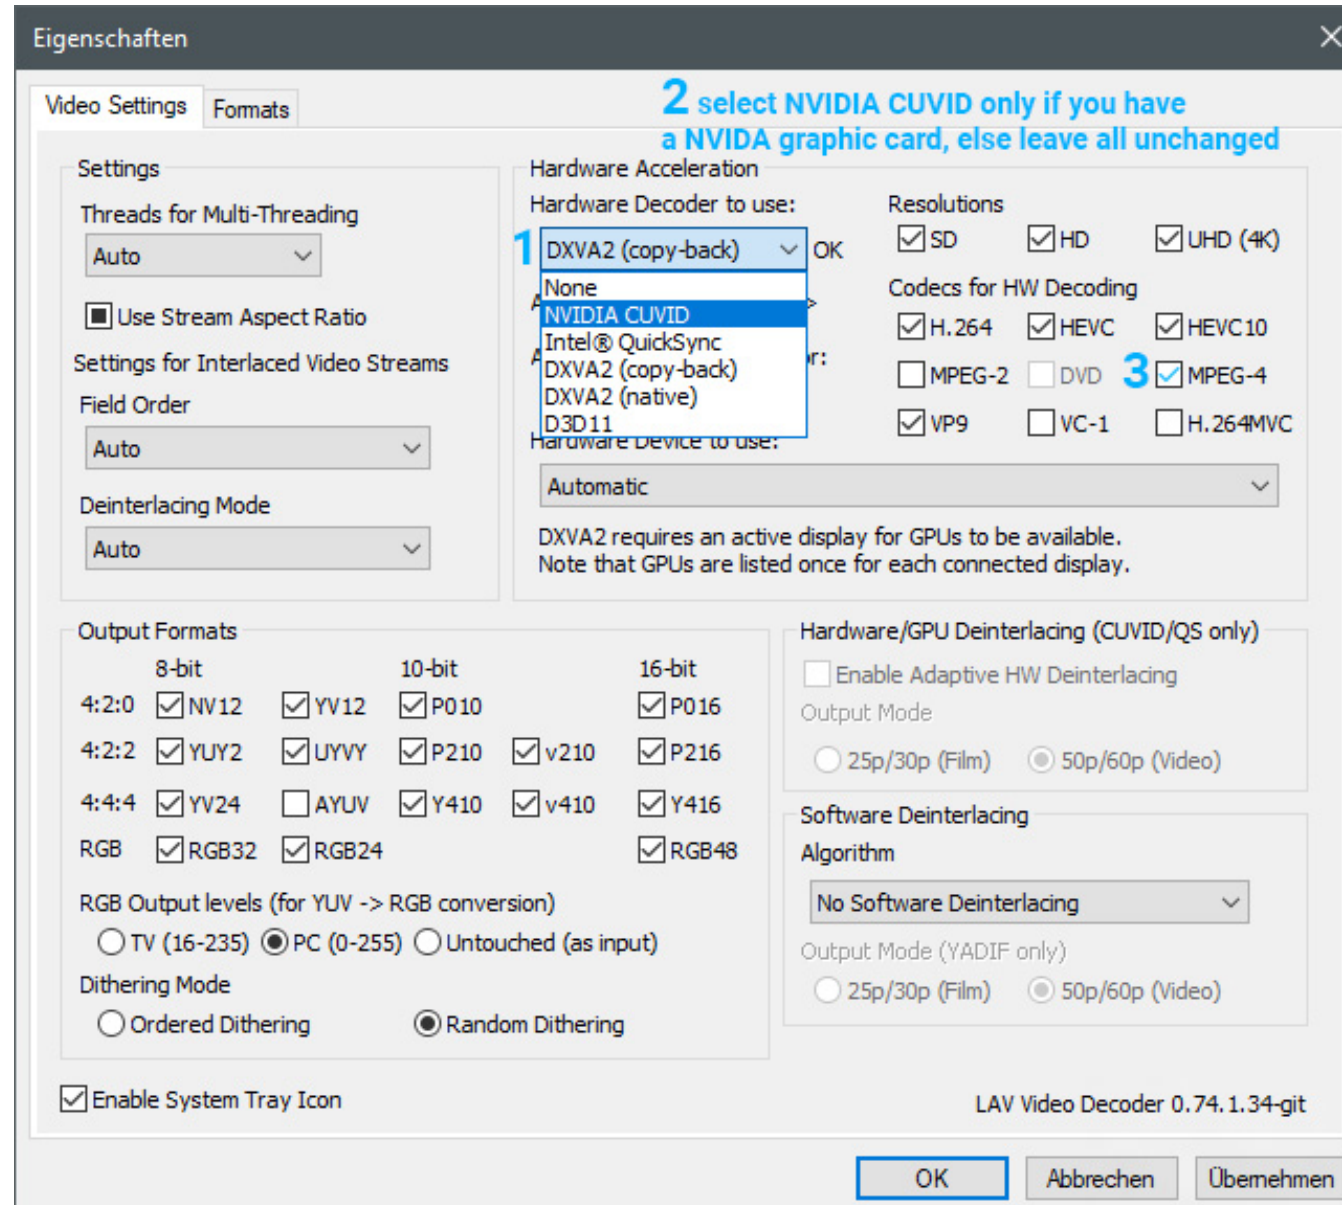 Eigenschaften
Video Settings
Formats
2 select NVIDIA CUVID only if you have
a NVIDA graphic card, else leave all unchanged
Settings
Threads for Multi-Threading
Auto
Use Stream Aspect Ratio
Settings for Interlaced Video Streams
Field Order
Auto
Deinterlacing Mode
Auto
Hardware Acceleration
Hardware Decoder to use:
1 DXVA2 (copy-back) OK
None
NVIDIA CUVID
Intel® QuickSync
DXVA2 (copy-back)
DXVA2 (native)
D3D11
Hardware Device to use:
Automatic
DXVA2 requires an active display for GPUs to be available.
Note that GPUs are listed once for each connected display.
Resolutions
SD HD UHD (4K)
Codecs for HW Decoding
H.264 HEVC HEVC10
MPEG-2 DVD 3 MPEG-4
VP9 VC-1 H.264MVC
Output Formats
8-bit 10-bit 16-bit
4:2:0 NV12 YV12 P010 P016
4:2:2 YUY2 UYVY P210 v210 P216
4:4:4 YV24 AYUV Y410 v410 Y416
RGB RGB32 RGB24 RGB48
RGB Output levels (for YUV -> RGB conversion)
TV (16-235) PC (0-255) Untouched (as input)
Dithering Mode
Ordered Dithering Random Dithering
Hardware/GPU Deinterlacing (CUVID/QS only)
Enable Adaptive HW Deinterlacing
Output Mode
25p/30p (Film) 50p/60p (Video)
Software Deinterlacing
Algorithm
No Software Deinterlacing
Output Mode (YADIF only)
25p/30p (Film) 50p/60p (Video)
Enable System Tray Icon
LAV Video Decoder 0.74.1.34-git
OK Abbrechen Übernehmen